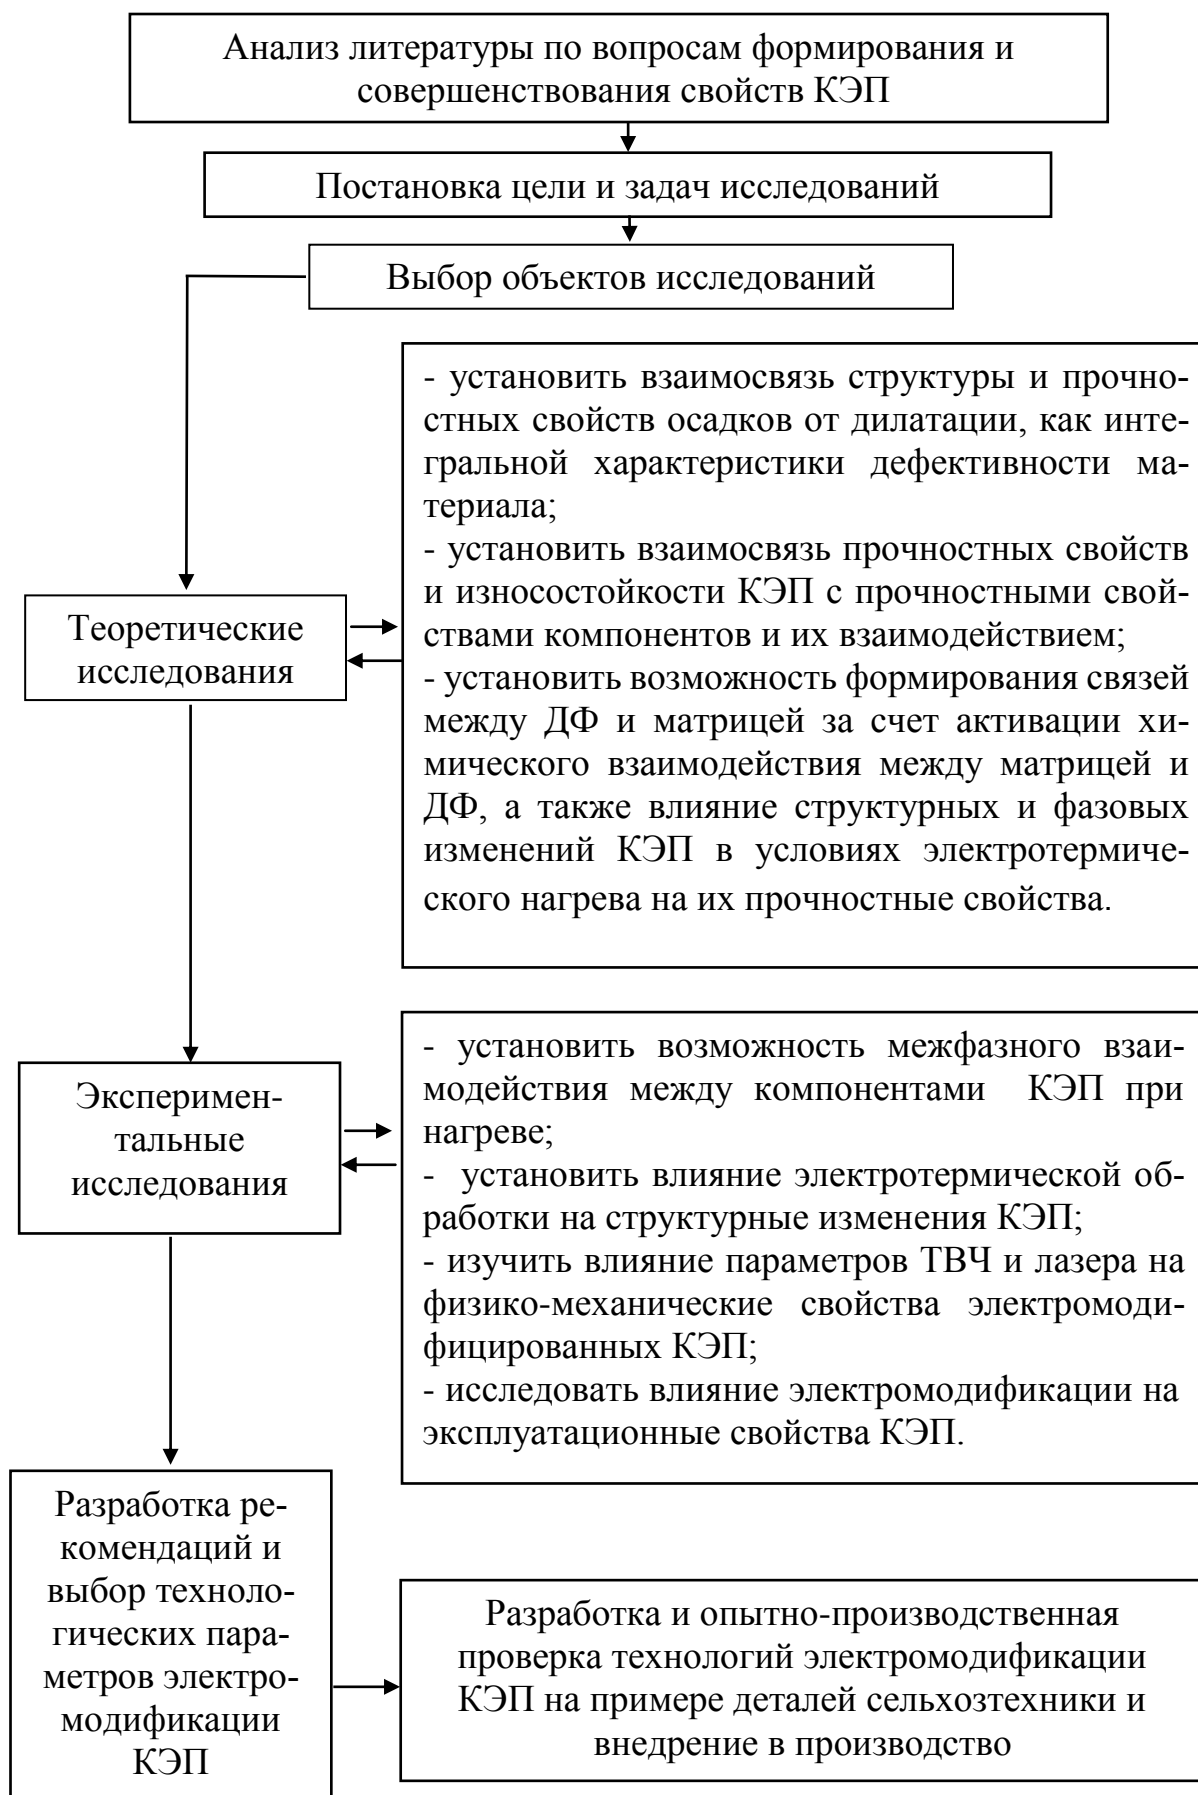 Анализ литературы по вопросам формирования и
совершенствования свойств КЭП
Постановка цели и задач исследований
Выбор объектов исследований
- установить взаимосвязь структуры и прочно-
стных свойств осадков от дилатации, как инте-
гральной характеристики дефективности ма-
териала;
- установить взаимосвязь прочностных свойств
и износостойкости КЭП с прочностными свой-
ствами компонентов и их взаимодействием;
- установить возможность формирования связей
между ДФ и матрицей за счет активации хи-
мического взаимодействия между матрицей и
ДФ, а также влияние структурных и фазовых
изменений КЭП в условиях электротермиче-
ского нагрева на их прочностные свойства.
Теоретические
исследования
- установить возможность межфазного взаи-
модействия между компонентами КЭП при
нагреве;
- установить влияние электротермической об-
работки на структурные изменения КЭП;
- изучить влияние параметров ТВЧ и лазера на
физико-механические свойства электромоди-
фицированных КЭП;
- исследовать влияние электромодификации на
эксплуатационные свойства КЭП.
Эксперимен-
тальные
исследования
Разработка ре-
комендаций и
выбор техноло-
гических пара-
метров электро-
модификации
КЭП
Разработка и опытно-производственная
проверка технологий электромодификации
КЭП на примере деталей сельхозтехники и
внедрение в производство